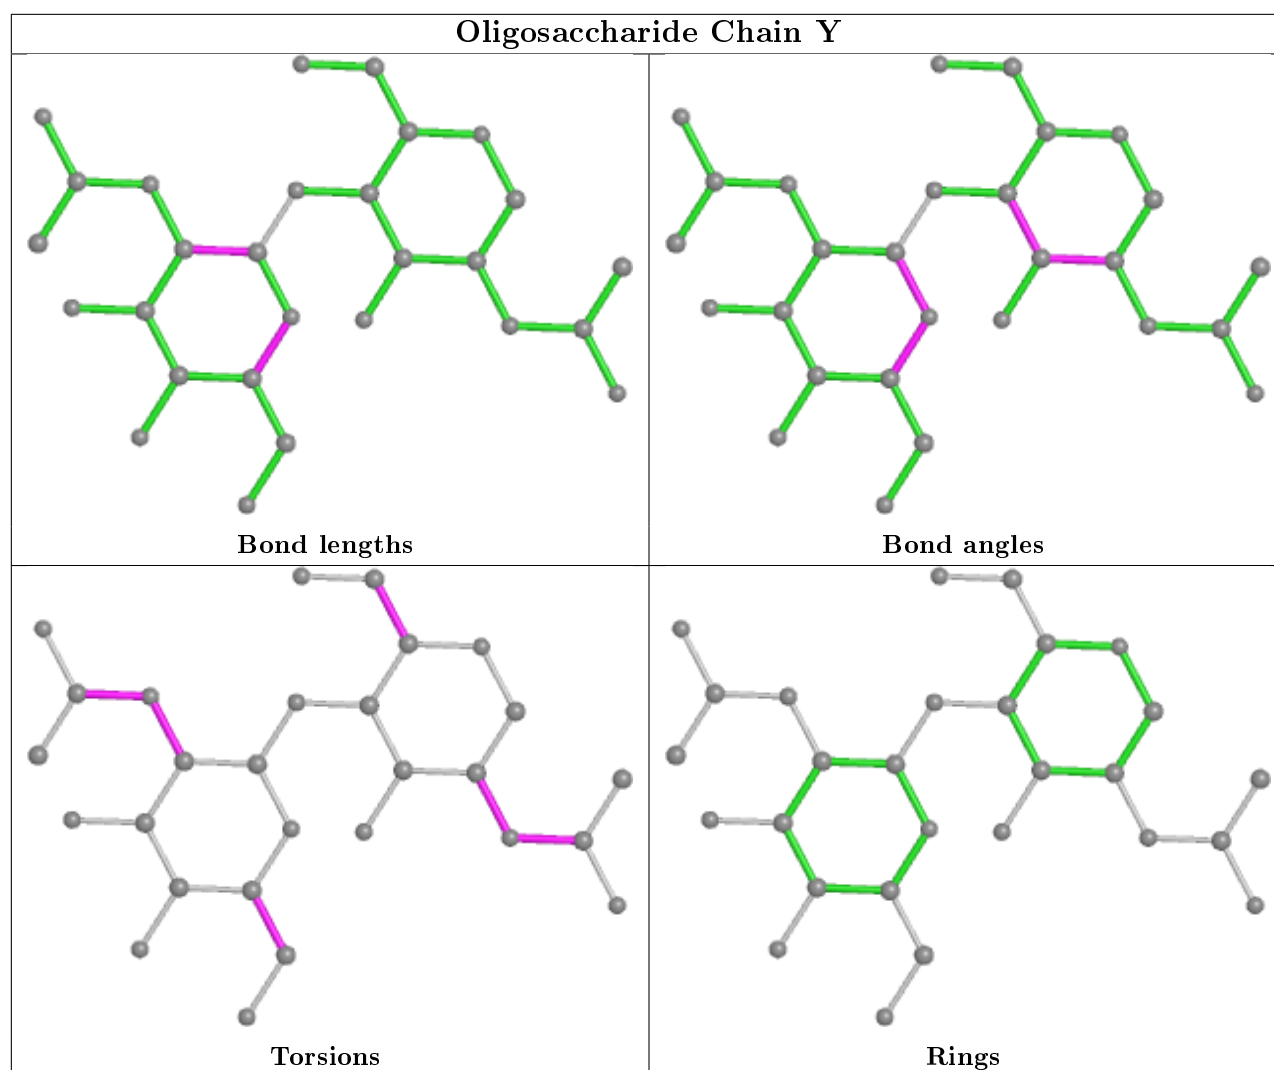 Oligosaccharide Chain Y
Bond lengths
Bond angles
Torsions
Rings